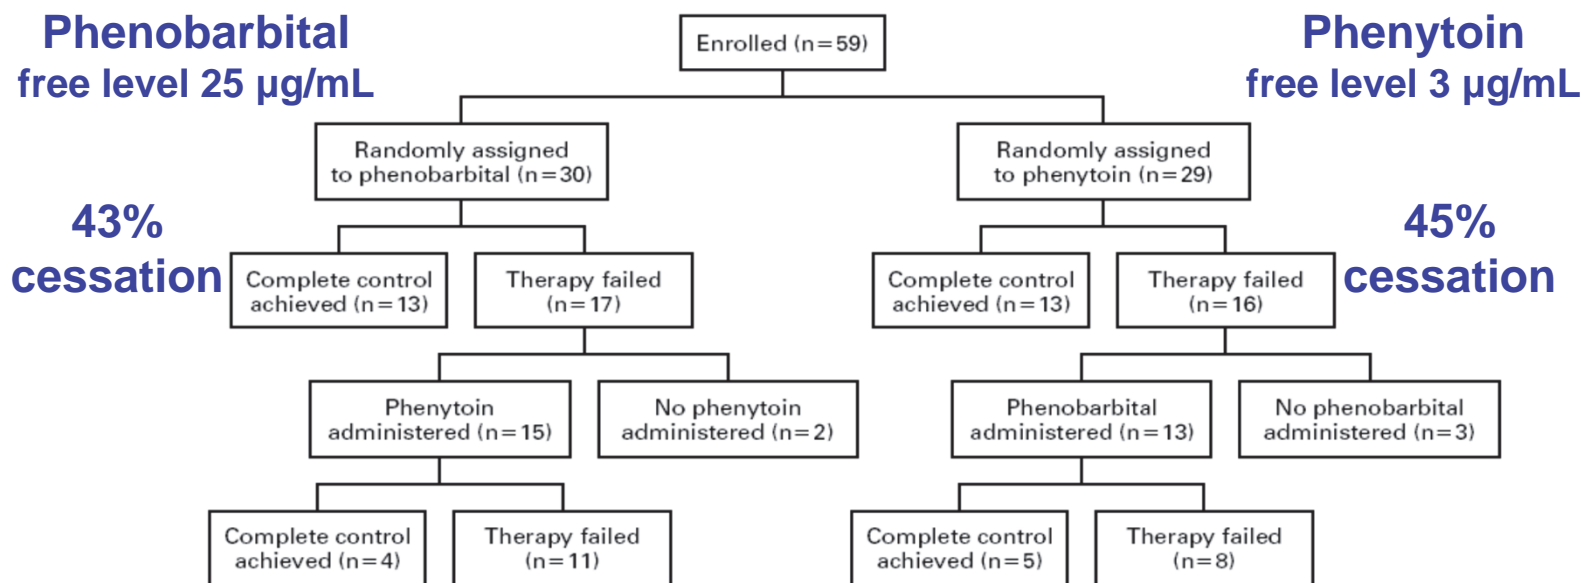 Phenobarbital
free level 25 µg/mL
Enrolled (n=59)
Phenytoin
free level 3 µg/mL
Randomly assigned
to phenobarbital (n=30)
Randomly assigned
to phenytoin (n=29)
43%
cessation
Complete control
achieved (n=13)
Therapy failed
(n=17)
Complete control
achieved (n=13)
Therapy failed
(n=16)
45%
cessation
Phenytoin
administered (n=15)
No phenytoin
administered (n=2)
Phenobarbital
administered (n=13)
No phenobarbital
administered (n=3)
Complete control
achieved (n=4)
Therapy failed
(n=11)
Complete control
achieved (n=5)
Therapy failed
(n=8)